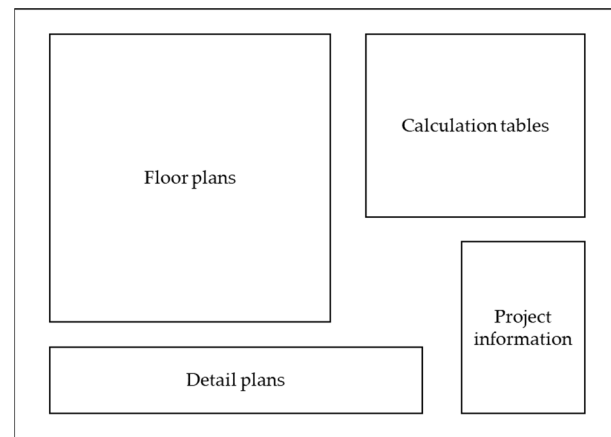 Floor plans
Calculation tables
Project
information
Detail plans